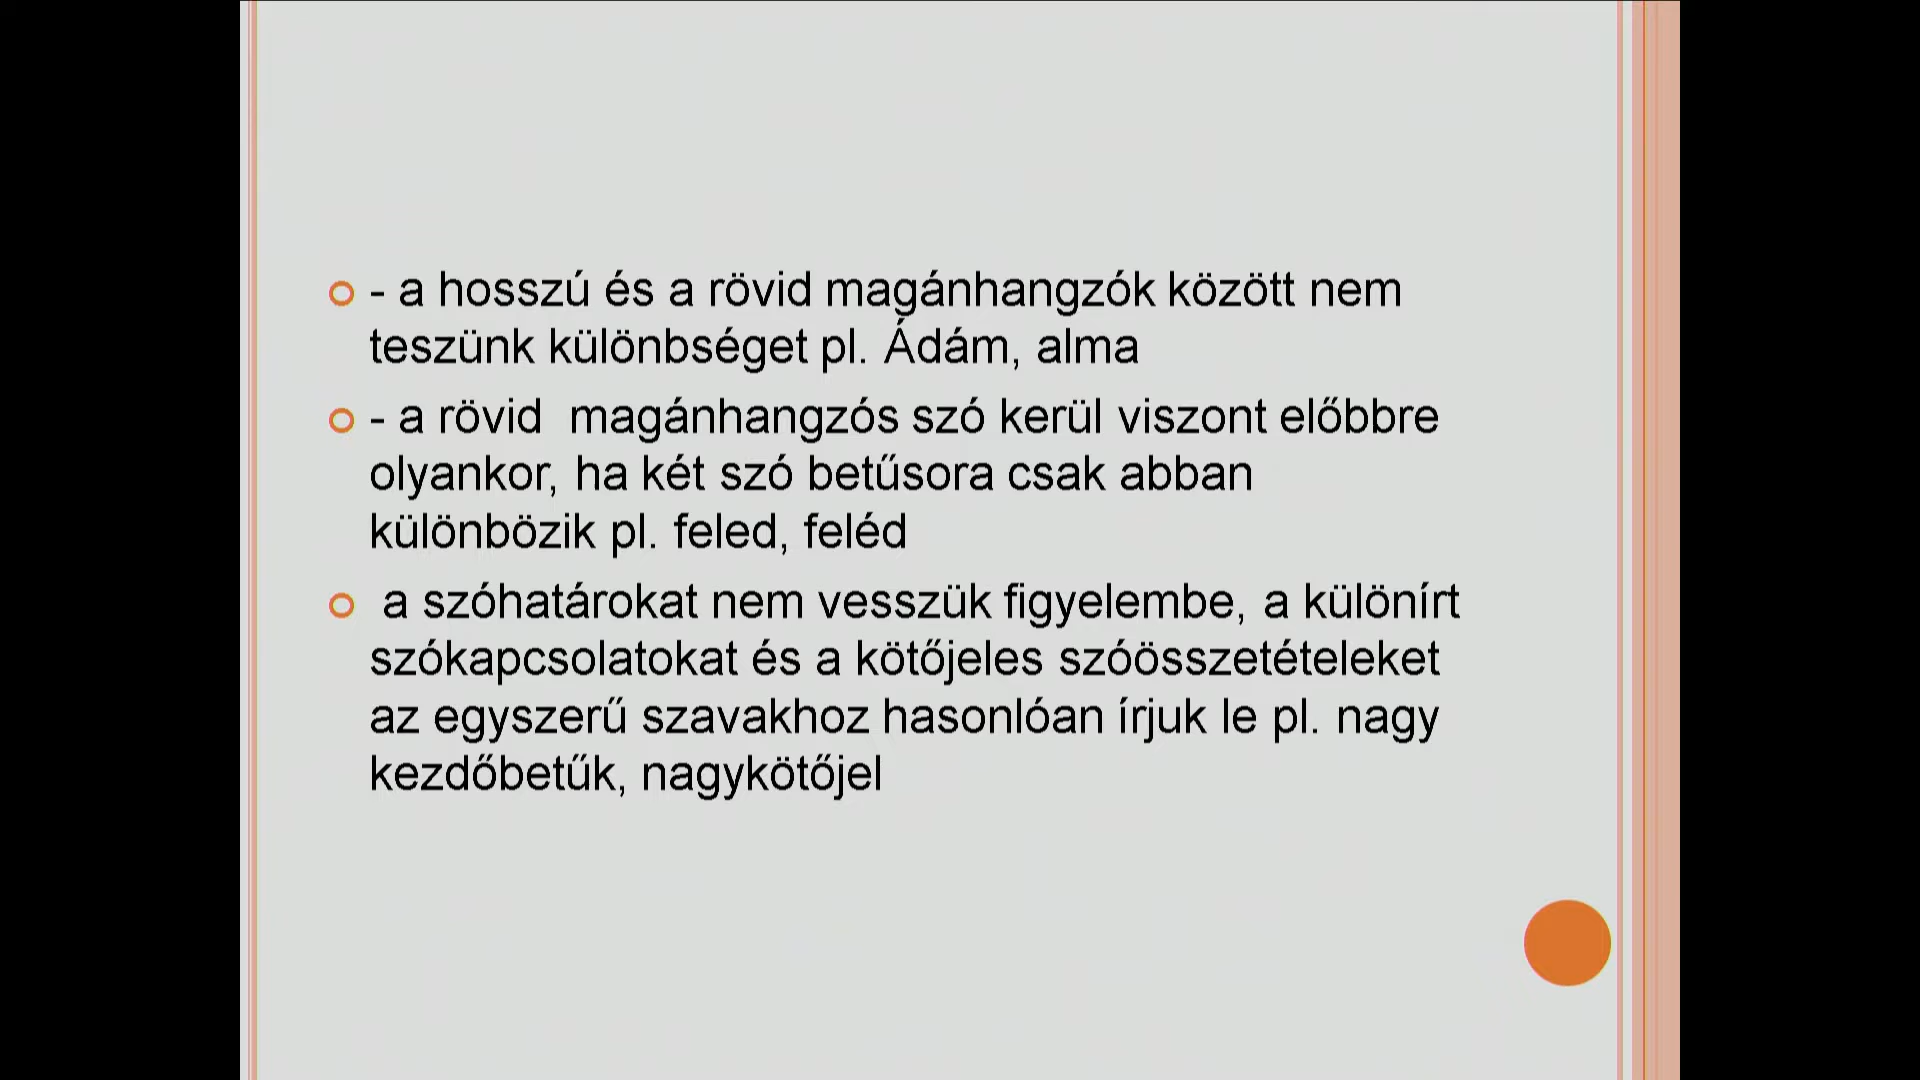 - a hosszú és a rövid magánhangzók között nem
teszünk különbséget pl. Ádám, alma
- a rövid  magánhangzós szó kerül viszont előbbre
olyankor, ha két szó betűsora csak abban
különbözik pl. feled, feléd
a szóhatárokat nem vesszük figyelembe, a különírt
szókapcsolatokat és a kötőjeles szóösszetételeket
az egyszerű szavakhoz hasonlóan írjuk le pl. nagy
kezdőbetűk, nagykötőjel